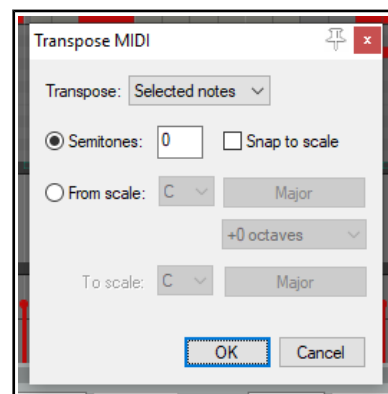 Transpose MIDI
Transpose: Selected notes
Semitones: 0 Snap to scale
From scale: C Major
+0 octaves
To scale: C Major
OK Cancel